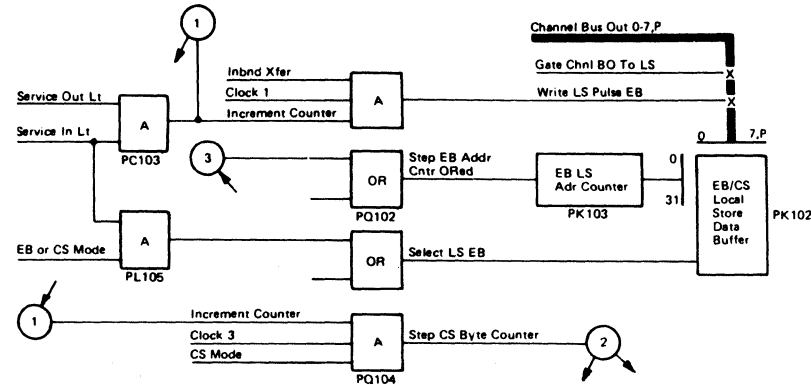 1
Channel Bus Out 0-7,P
Inbnd Xfer
Gate Chnl BO To LS
X
Clock 1
A
Write LS Pulse EB
X
Service Out Lt
Increment Counter
A
Service In Lt
PC103
0 7,P
3
Step EB Addr
Cntr ORed
OR
PQ102
EB LS
Adr Counter
PK103
0
31
EB/CS
Local
Store
Data
Buffer
PK102
EB or CS Mode
A
PL105
OR
Select LS EB
1
Increment Counter
Clock 3
CS Mode
A
PQ104
Step CS Byte Counter
2